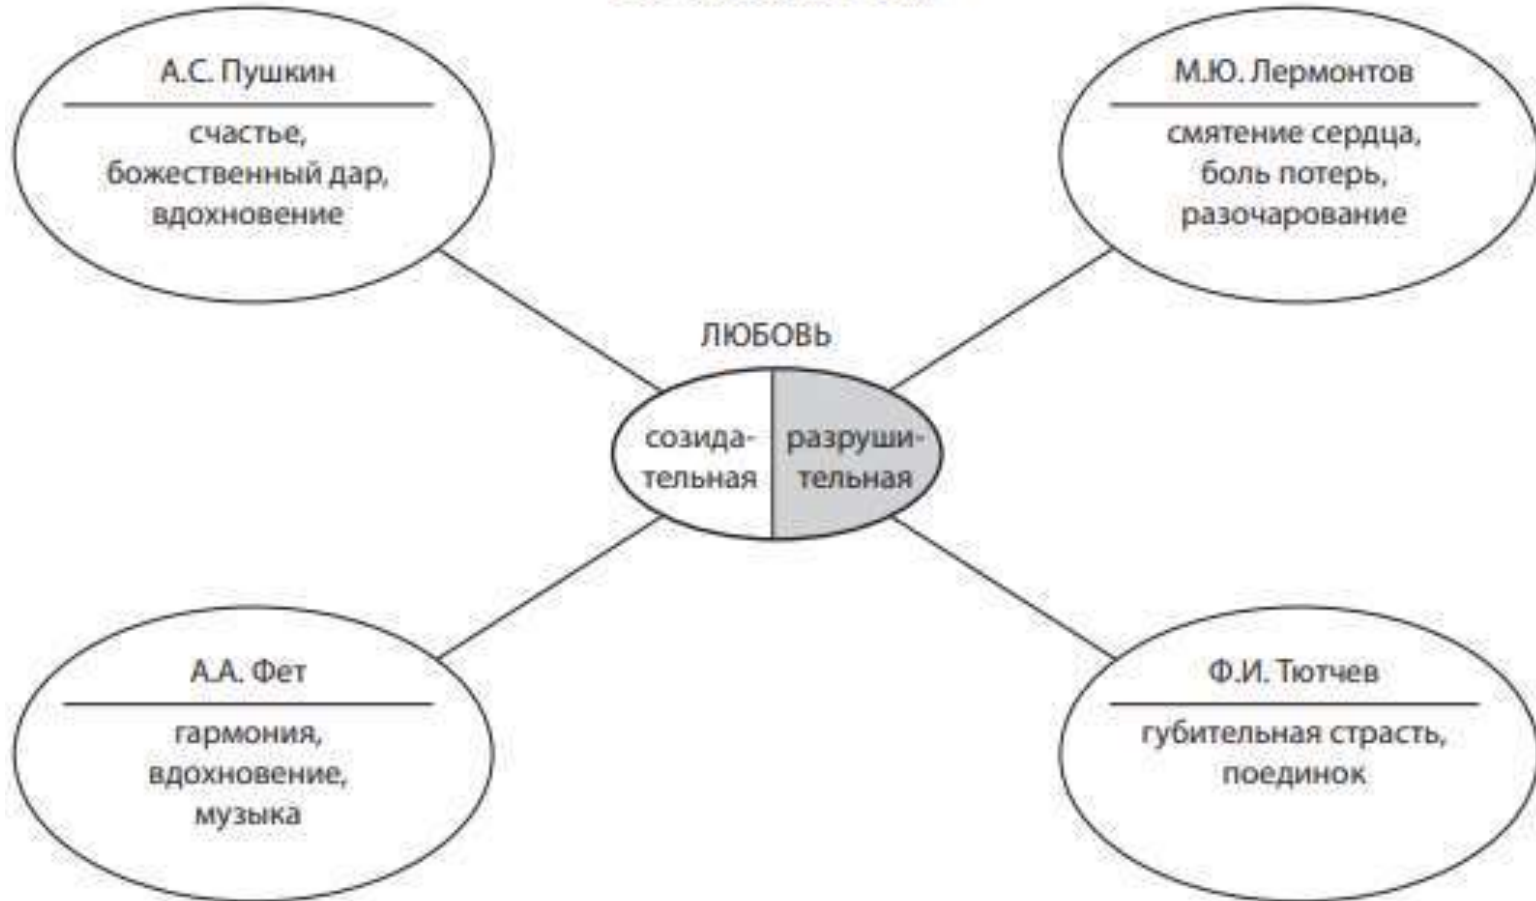 А.С. Пушкин
счастье,
божественный дар,
вдохновение
М.Ю. Лермонтов
смятение сердца,
боль потерь,
разочарование
ЛЮБОВЬ
созида-
тельная
разруши-
тельная
А.А. Фет
гармония,
вдохновение,
музыка
Ф.И. Тютчев
губительная страсть,
поединок